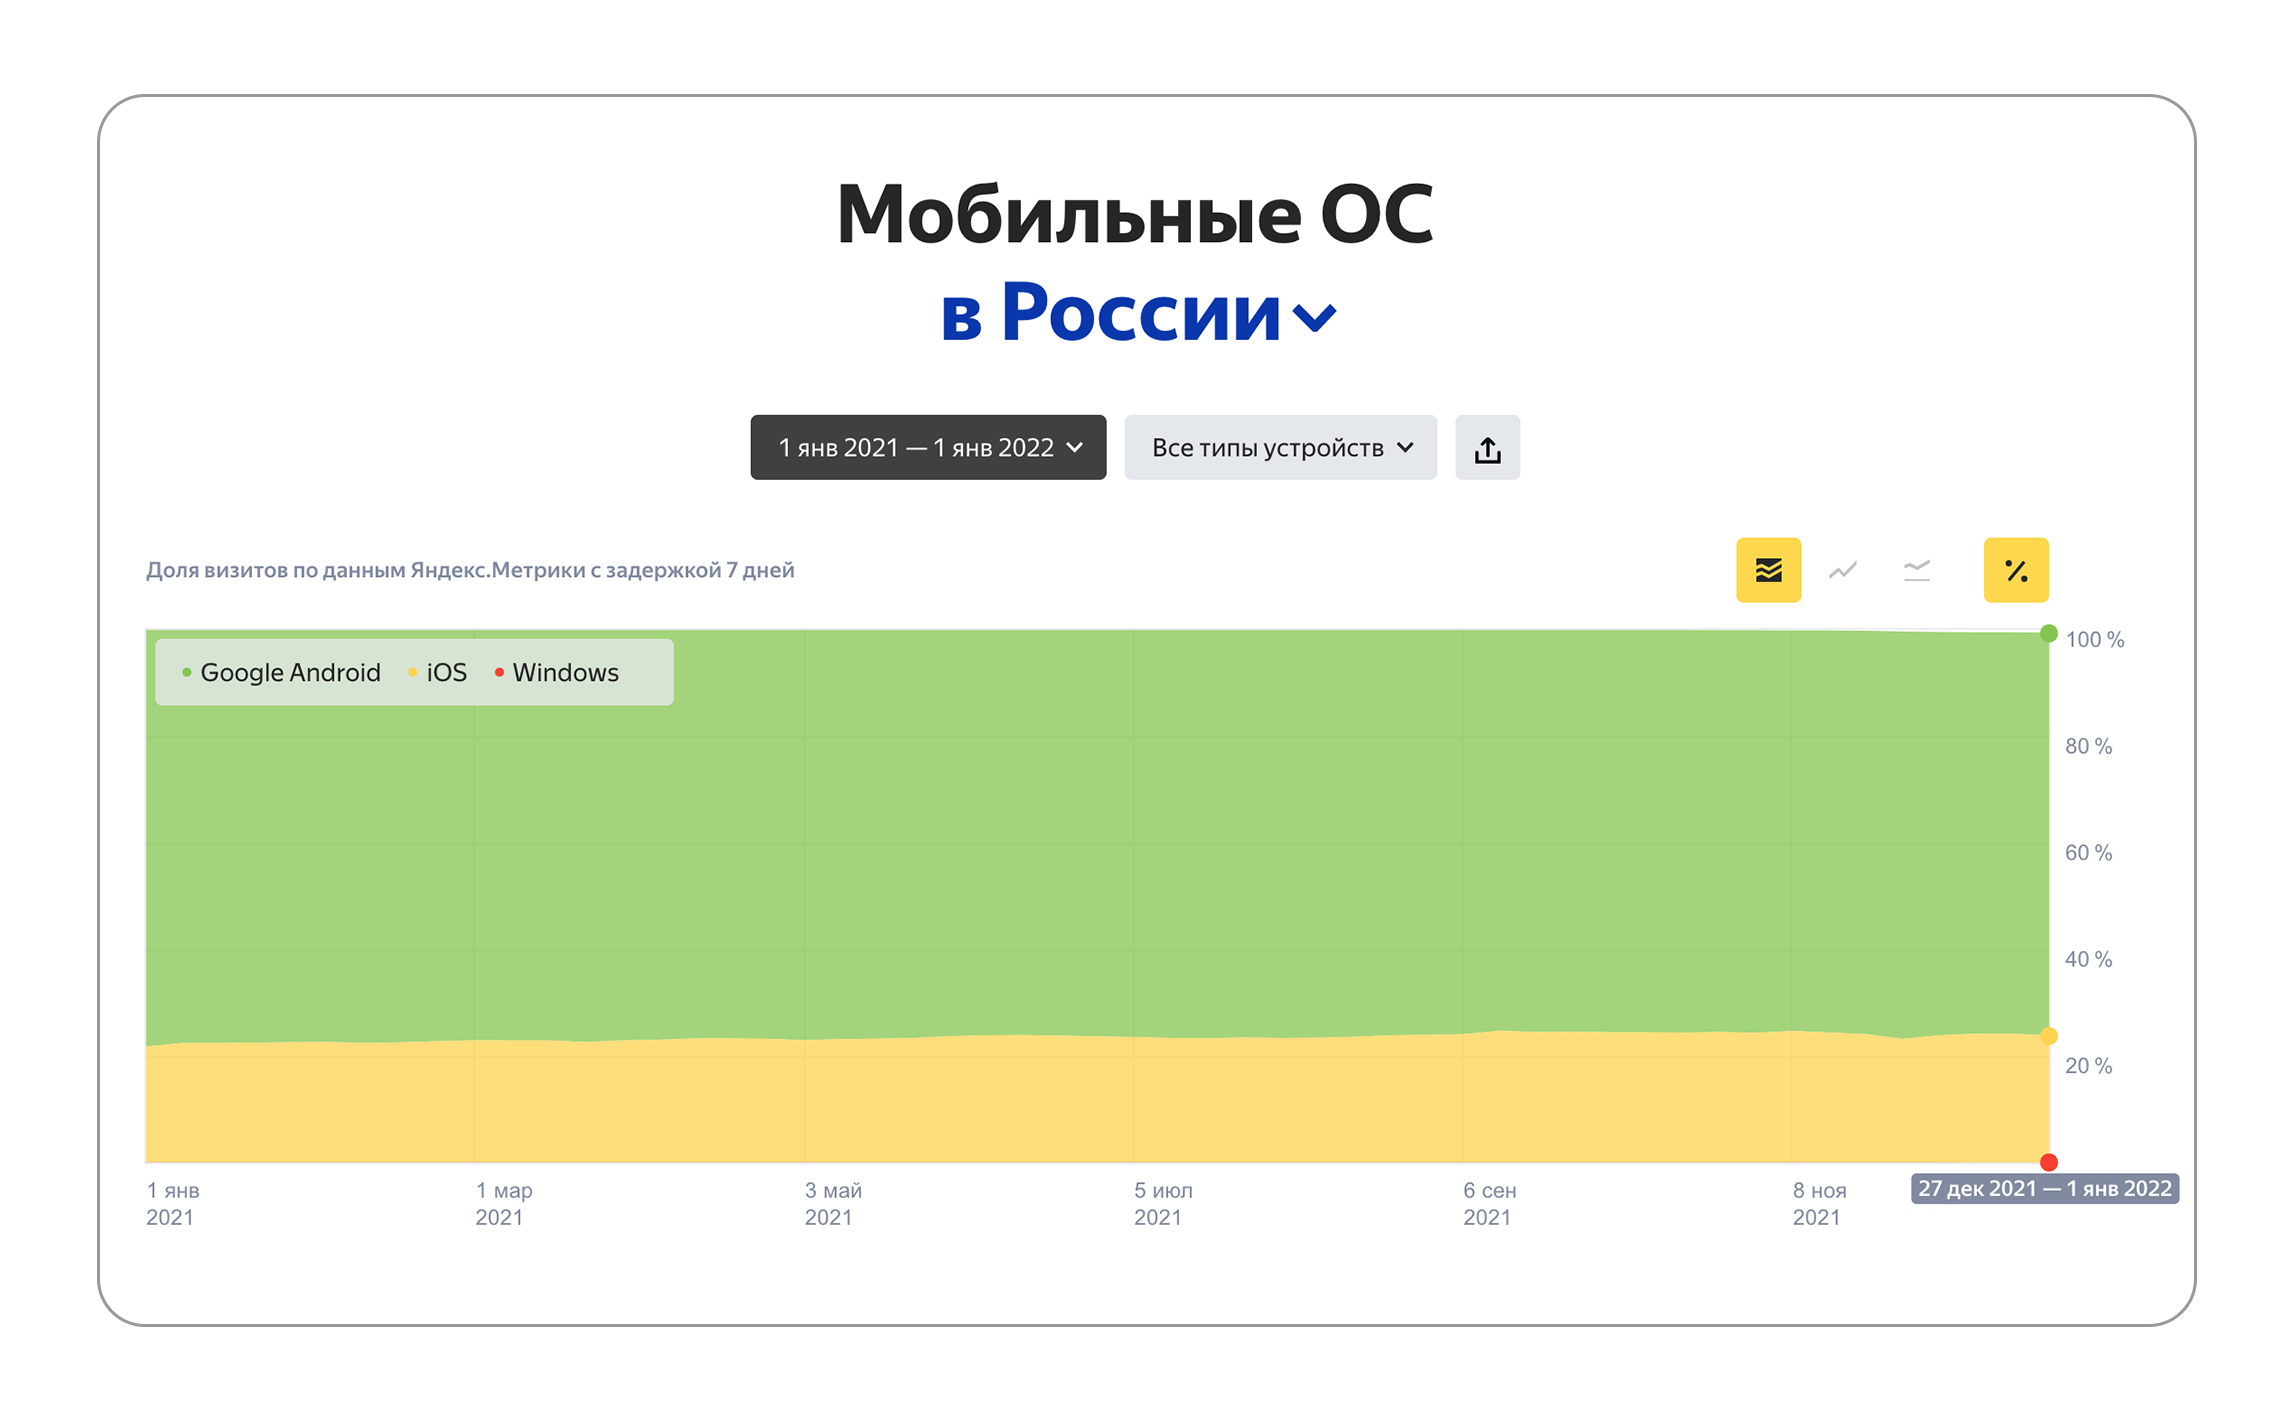 Мобильные ОС
в России
1 янв 2021 — 1 янв 2022
Все типы устройств
Доля визитов по данным Яндекс.Метрики с задержкой 7 дней
%
Google Android
iOS
Windows
100 %
80 %
60 %
40 %
20 %
1 янв
2021
1 мар
2021
3 май
2021
5 июл
2021
6 сен
2021
8 ноя
2021
27 дек 2021 — 1 янв 2022